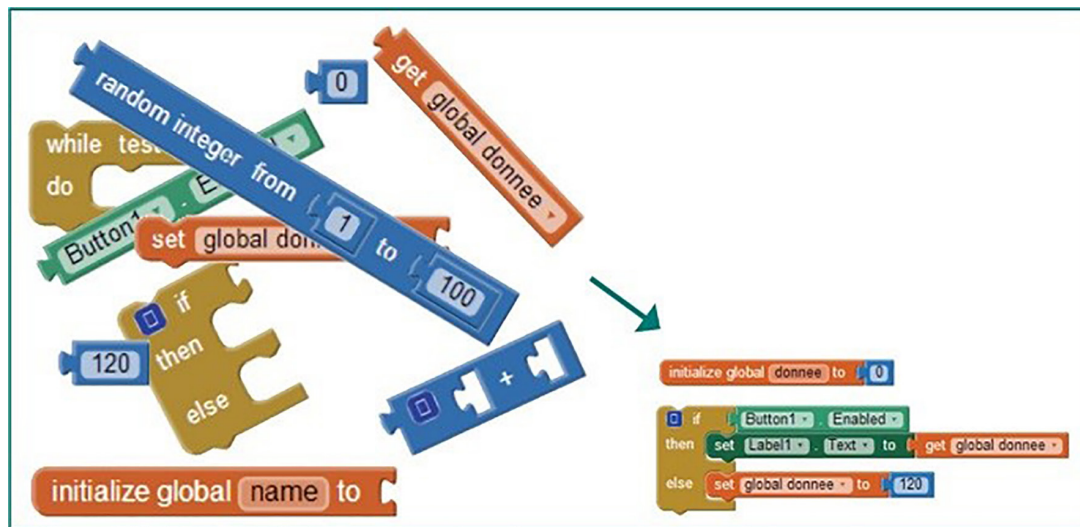 random integer from 1 to 100
0
get global donnee
while test
do
Button1 .
set global
if
then
else
120
+
initialize global name to
initialize global donnee to 0
if Button1 . Enabled
then set Label1 . Text to get global donnee
else set global donnee to 120